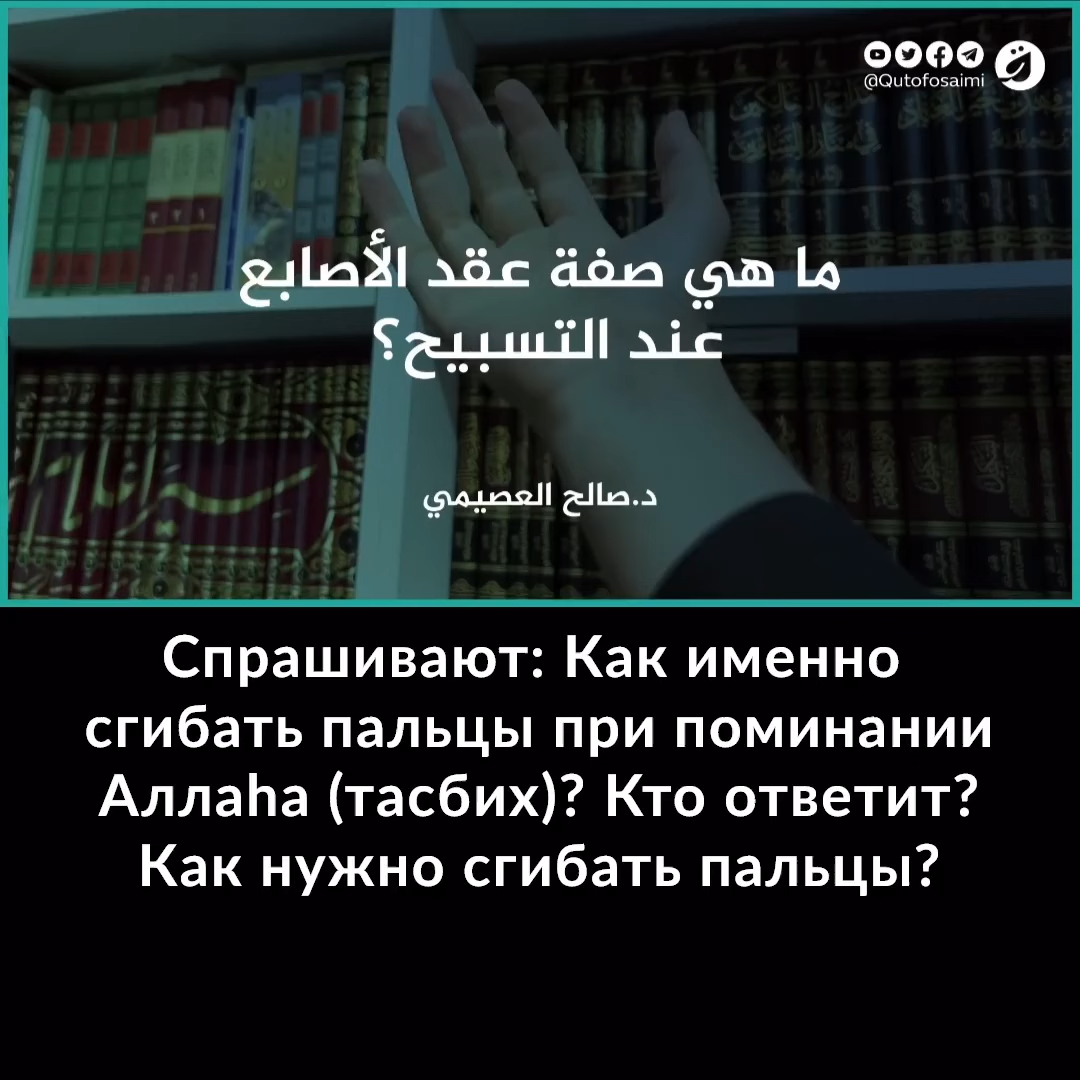 @Qutofosaimi
ما هي صفة عقد الأصابع
عند التسبيح؟
د.صالح العصيمي
Спрашивают: Как именно
сгибать пальцы при поминании
Аллаhа (тасбих)? Кто ответит?
Как нужно сгибать пальцы?